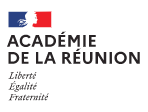 ACADÉMIE
DE LA RÉUNION
Liberté
Égalité
Fraternité